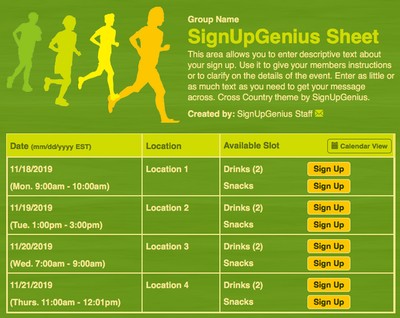 Group Name
SignUpGenius Sheet
This area allows you to enter descriptive text about
your sign up. Use it to give your members instructions
or to clarify on the details of the event. Enter as little or
as much text as you need to get your message
across. Cross Country theme by SignUpGenius.
Created by: SignUpGenius Staff
Date (mm/dd/yyyy EST) Location Available Slot Calendar View
11/18/2019 Location 1 Drinks (2) Sign Up
(Mon. 9:00am - 10:00am) Snacks Sign Up
11/19/2019 Location 2 Drinks (2) Sign Up
(Tue. 1:00pm - 3:00pm) Snacks Sign Up
11/20/2019 Location 3 Drinks (2) Sign Up
(Wed. 7:00am - 9:00am) Snacks Sign Up
11/21/2019 Location 4 Drinks (2) Sign Up
(Thurs. 11:00am - 12:01pm) Snacks Sign Up